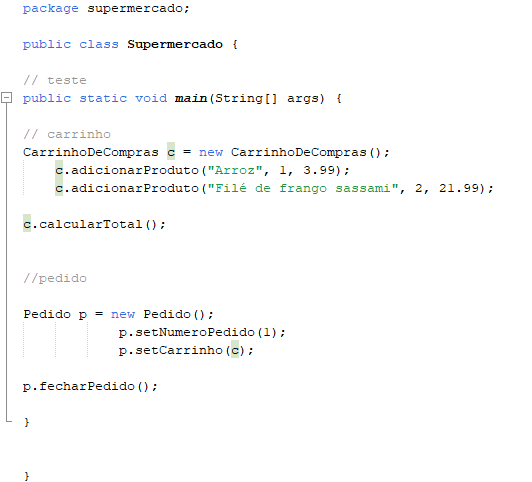 package supermercado;
public class Supermercado {
// teste
public static void main(String[] args) {
// carrinho
CarrinhoDeCompras c = new CarrinhoDeCompras();
c.adicionarProduto("Arroz", 1, 3.99);
c.adicionarProduto("Filé de frango sassami", 2, 21.99);
c.calcularTotal();
//pedido
Pedido p = new Pedido();
p.setNumeroPedido(1);
p.setCarrinho(c);
p.fecharPedido();
}
}